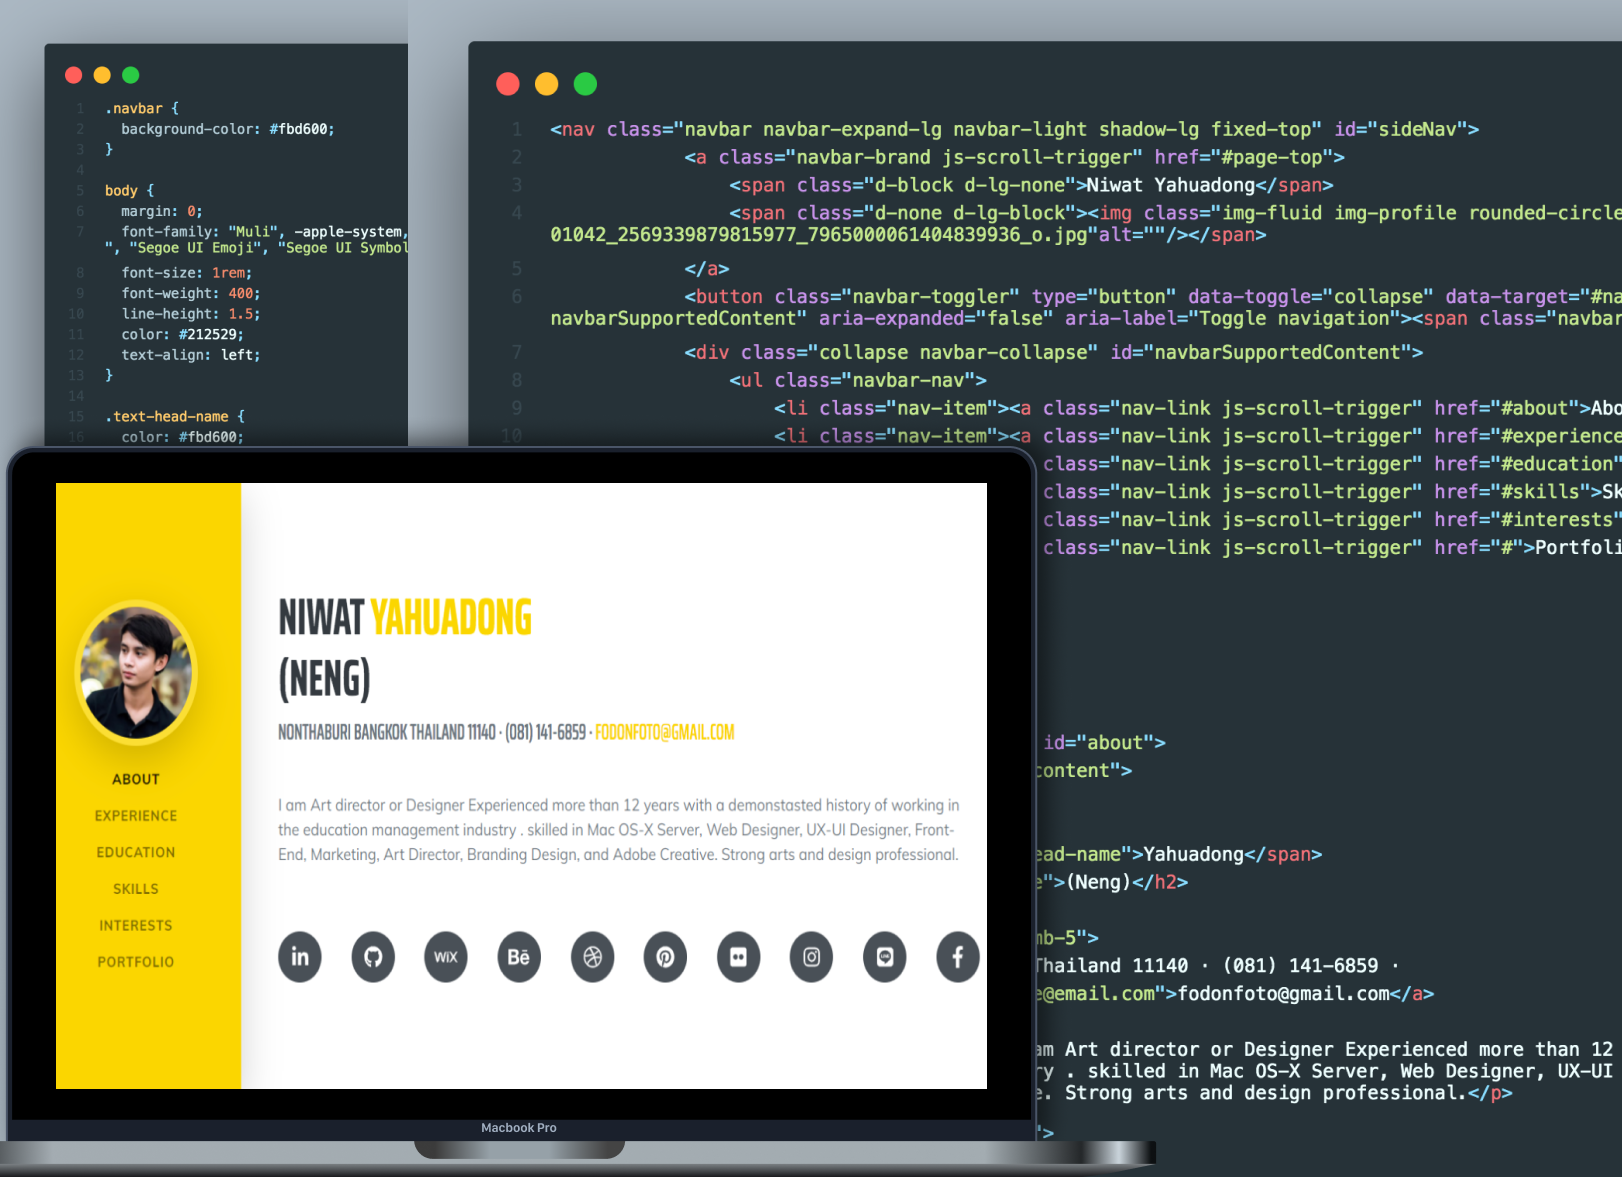 1 .navbar {
2 background-color: #fbd600;
3 }
4
5 body {
6 margin: 0;
7 font-family: "Muli", -apple-system,
", "Segoe UI Emoji", "Segoe UI Symbol
8 font-size: 1rem;
9 font-weight: 400;
10 line-height: 1.5;
11 color: #212529;
12 text-align: left;
13 }
14
15 .text-head-name {
16 color: #fbd600;
1 <nav class="navbar navbar-expand-lg navbar-light shadow-lg fixed-top" id="sideNav">
2 <a class="navbar-brand js-scroll-trigger" href="#page-top">
3 <span class="d-block d-lg-none">Niwat Yahuadong</span>
4 <span class="d-none d-lg-block"><img class="img-fluid img-profile rounded-circle
01042_2569339879815977_7965000061404839936_o.jpg"alt=""/></span>
5 </a>
6 <button class="navbar-toggler" type="button" data-toggle="collapse" data-target="#na
navbarSupportedContent" aria-expanded="false" aria-label="Toggle navigation"><span class="navbar
7 <div class="collapse navbar-collapse" id="navbarSupportedContent">
8 <ul class="navbar-nav">
9 <li class="nav-item"><a class="nav-link js-scroll-trigger" href="#about">Abo
10 <li class="nav-item"><a class="nav-link js-scroll-trigger" href="#experience
class="nav-link js-scroll-trigger" href="#education"
class="nav-link js-scroll-trigger" href="#skills">Sk
class="nav-link js-scroll-trigger" href="#interests"
class="nav-link js-scroll-trigger" href="#">Portfoli
id="about">
content">
ead-name">Yahuadong</span>
e">(Neng)</h2>
mb-5">
Thailand 11140 · (081) 141-6859 ·
e@email.com">fodonfoto@gmail.com</a>
am Art director or Designer Experienced more than 12
ry . skilled in Mac OS-X Server, Web Designer, UX-UI
e. Strong arts and design professional.</p>
">
ABOUT
EXPERIENCE
EDUCATION
SKILLS
INTERESTS
PORTFOLIO
NIWAT YAHUADONG
(NENG)
NONTHABURI BANGKOK THAILAND 11140 · (081) 141-6859 · FODONFOTO@GMAIL.COM
I am Art director or Designer Experienced more than 12 years with a demonstasted history of working in
the education management industry . skilled in Mac OS-X Server, Web Designer, UX-UI Designer, Front-
End, Marketing, Art Director, Branding Design, and Adobe Creative. Strong arts and design professional.
in WiX Bē
Macbook Pro